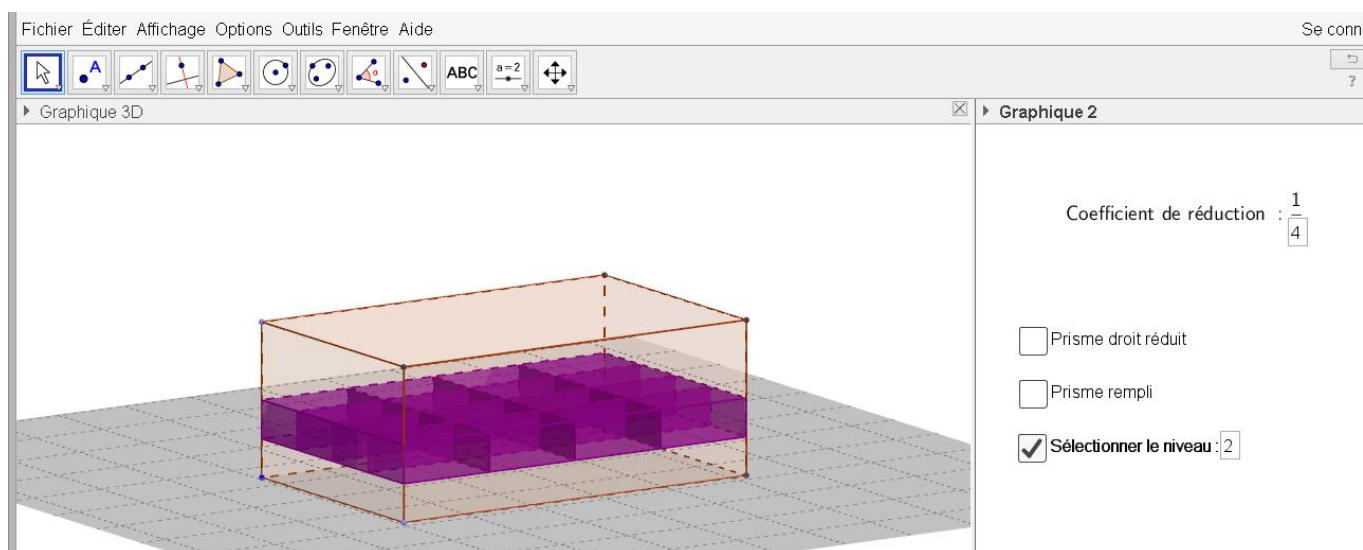 Fichier Éditer Affichage Options Outils Fenêtre Aide
Se conn
A
α
ABC
a=2
?
Graphique 3D
Graphique 2
Coefficient de réduction : 1
4
Prisme droit réduit
Prisme rempli
Sélectionner le niveau : 2